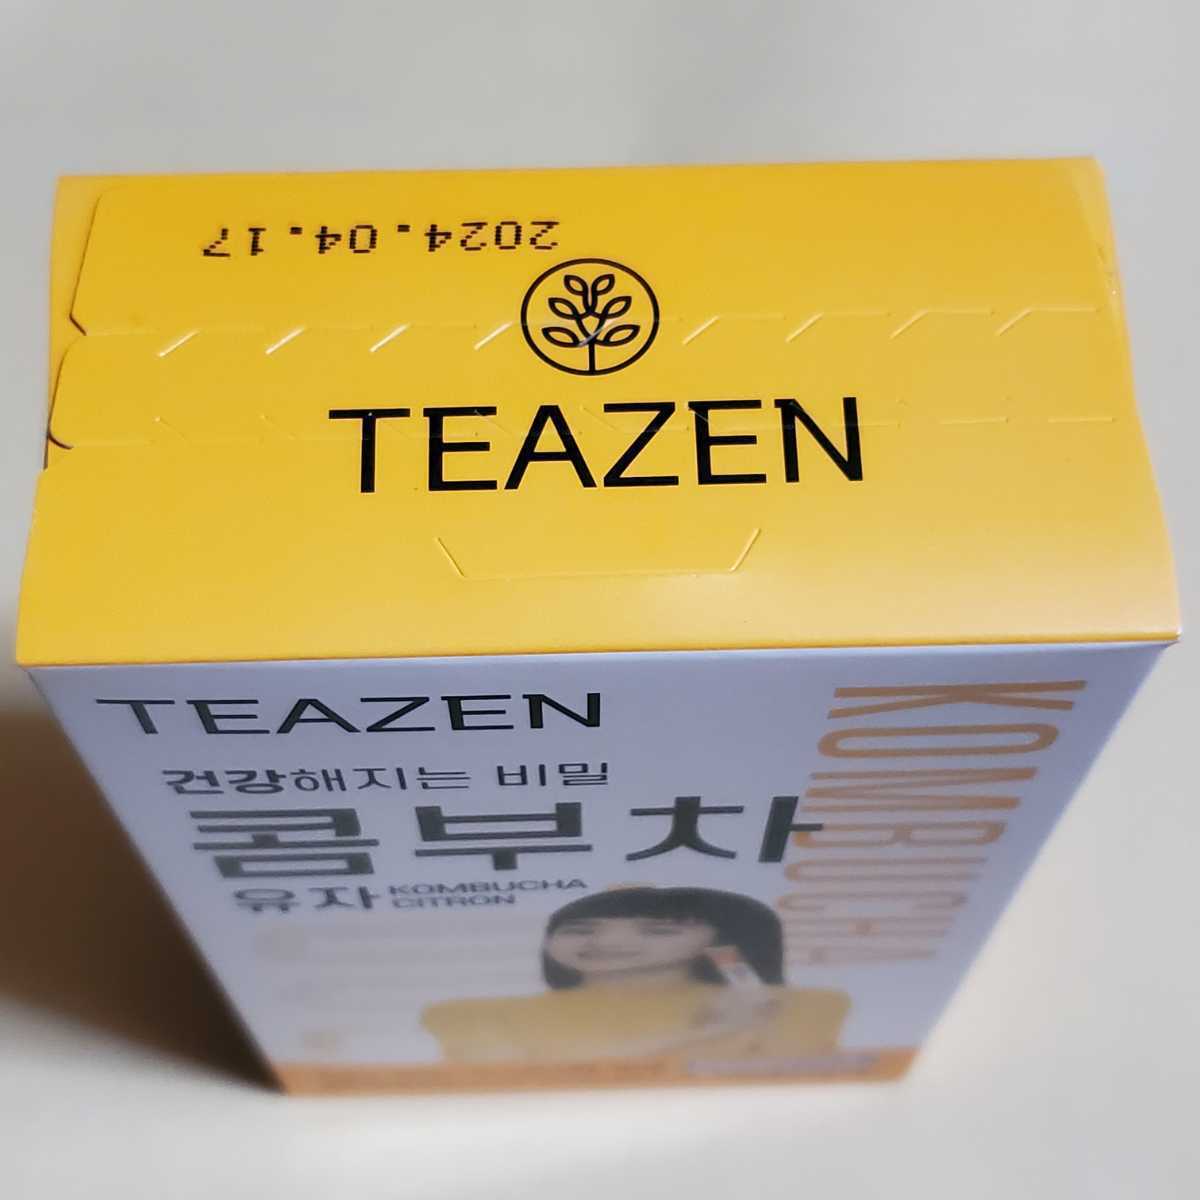 2024.04.17
TEAZEN
TEAZEN
건강해지는 비밀
콤부차
유자 KOMBUCHA
CITRON
KOMBUCHA